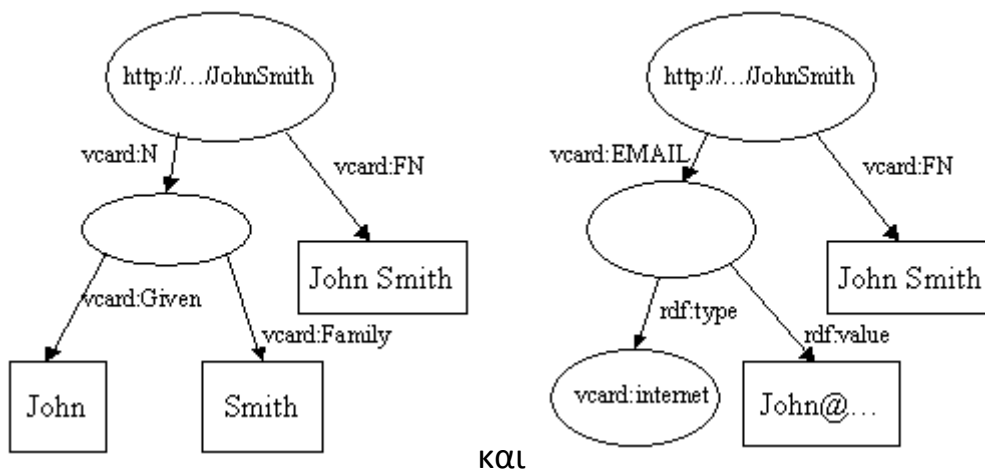 http://.../JohnSmith
vcard:N
vcard:FN
vcard:Given
vcard:Family
John Smith
John
Smith
http://.../JohnSmith
vcard:EMAIL
vcard:FN
rdf:type
rdf:value
John Smith
vcard:internet
John@...
και